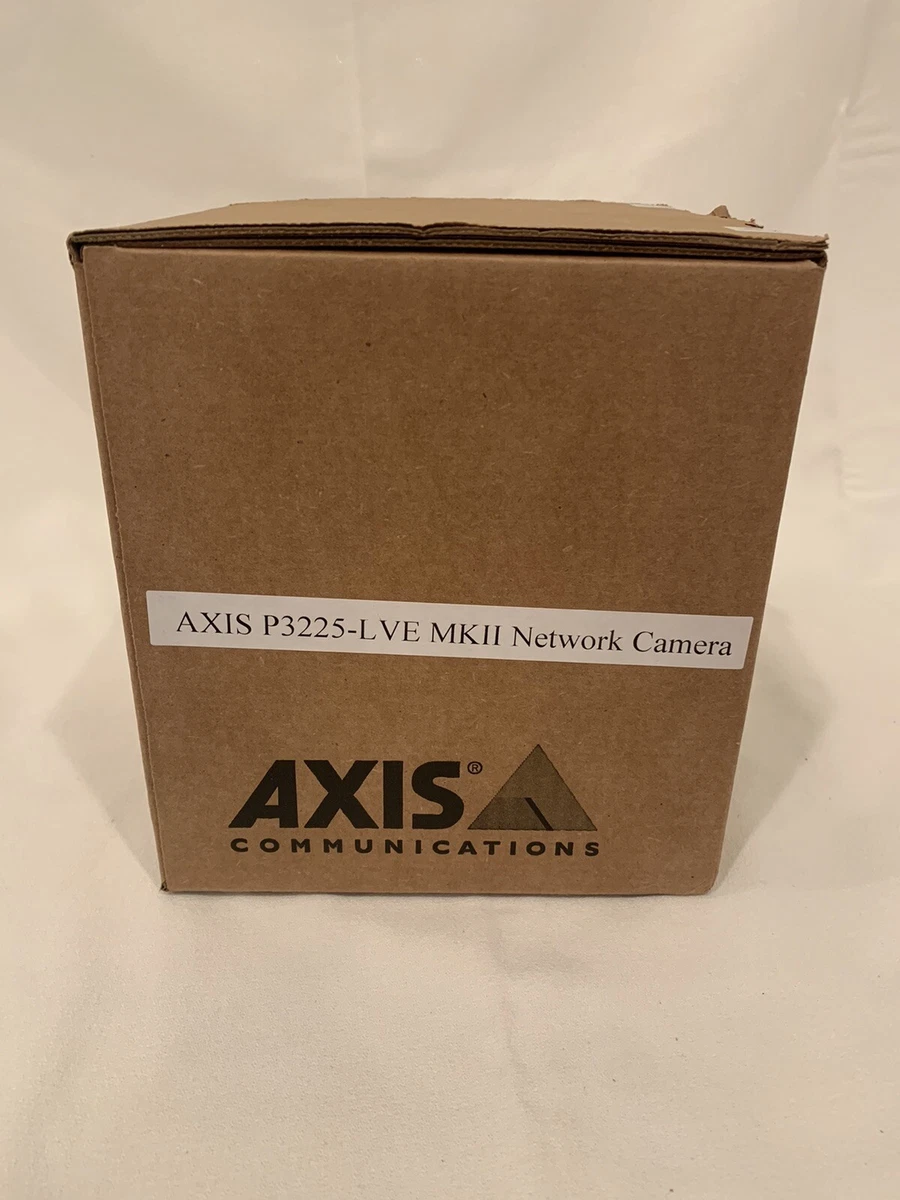 AXIS P3225-LVE MKII Network Camera
AXIS®
COMMUNICATIONS